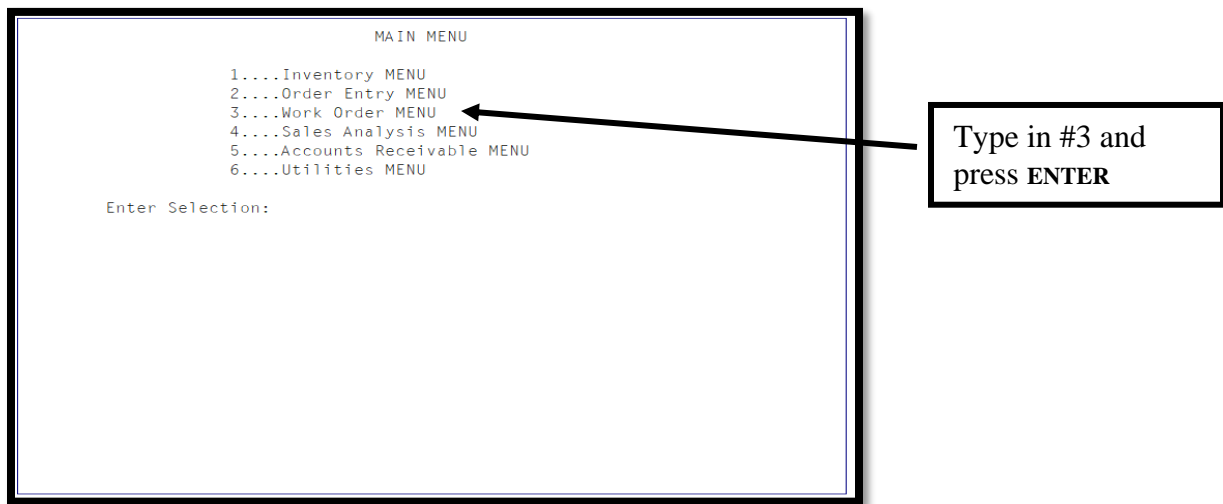 MAIN MENU
1....Inventory MENU
2....Order Entry MENU
3....Work Order MENU
4....Sales Analysis MENU
5....Accounts Receivable MENU
6....Utilities MENU
Enter Selection:
Type in #3 and
press ENTER